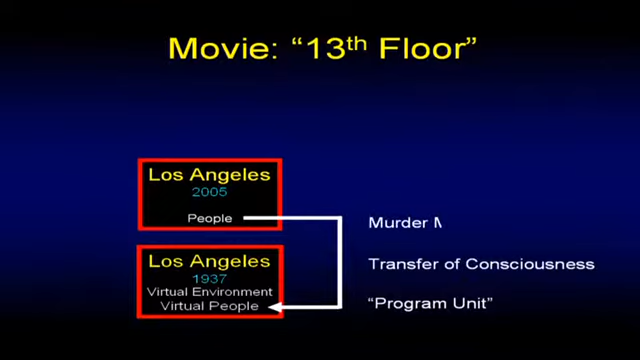 Movie: “13th Floor”
Los Angeles
2005
People
Los Angeles
1937
Virtual Environment
Virtual People
Murder
Transfer of Consciousness
“Program Unit”